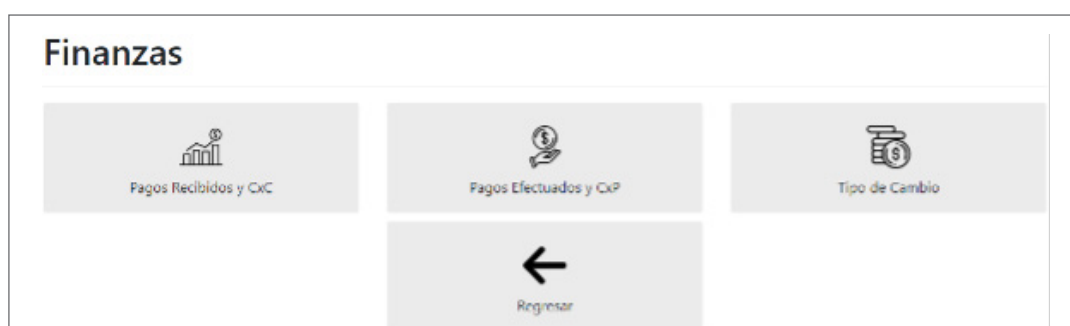 Finanzas
Pagos Recibidos y CxC
Pagos Efectuados y CxP
Tipo de Cambio
Regresar